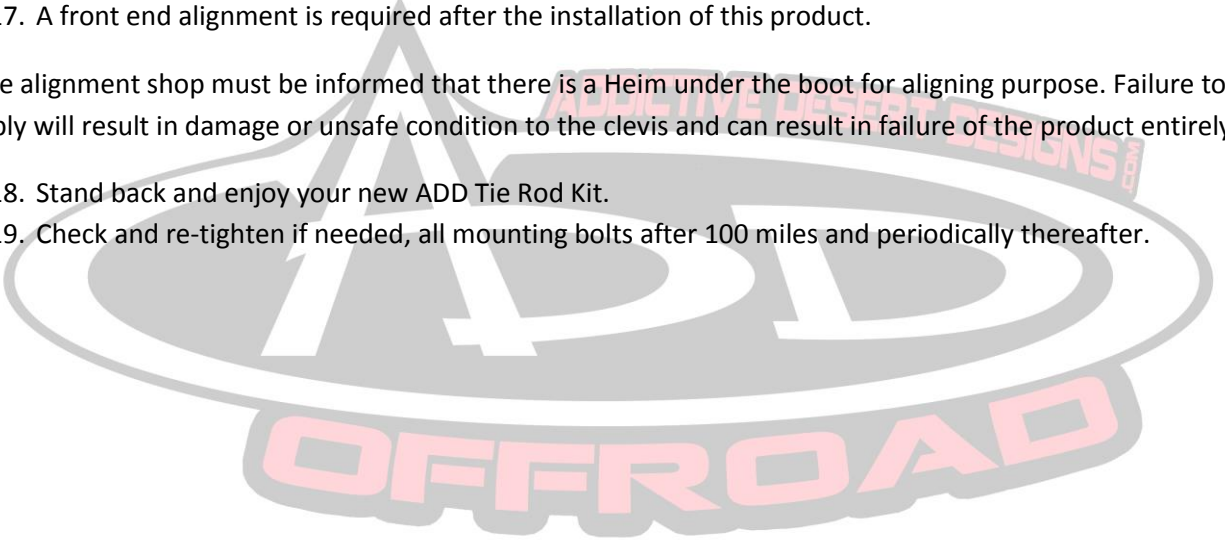 17. A front end alignment is required after the installation of this product.
e alignment shop must be informed that there is a Heim under the boot for aligning purpose. Failure to
ply will result in damage or unsafe condition to the clevis and can result in failure of the product entirely
18. Stand back and enjoy your new ADD Tie Rod Kit.
19. Check and re-tighten if needed, all mounting bolts after 100 miles and periodically thereafter.
ADDICTIVE DESERT DESIGNS.COM
ADD
OFFROAD